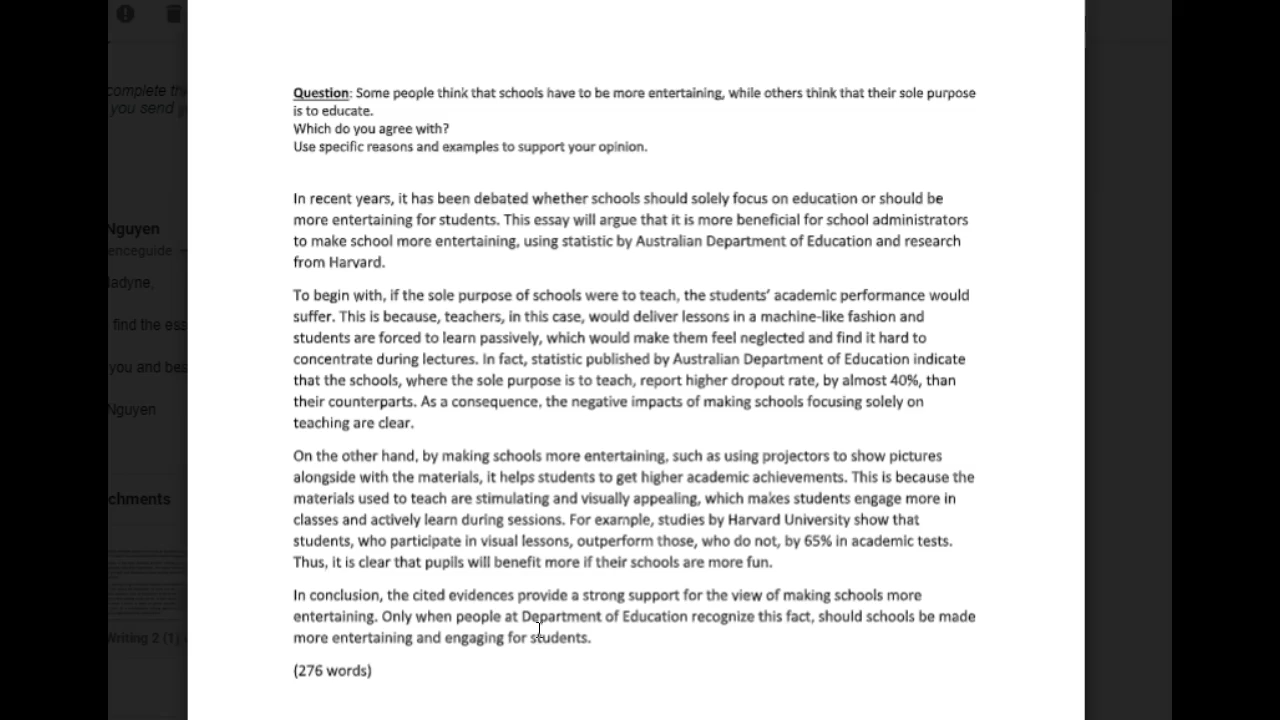 complete th
you send
Nguyen
enceguide
ladyne,
find the ess
you and bes
Nguyen
chments
Writing 2 (1)
Question: Some people think that schools have to be more entertaining, while others think that their sole purpose
is to educate.
Which do you agree with?
Use specific reasons and examples to support your opinion.
In recent years, it has been debated whether schools should solely focus on education or should be
more entertaining for students. This essay will argue that it is more beneficial for school administrators
to make school more entertaining, using statistic by Australian Department of Education and research
from Harvard.
To begin with, if the sole purpose of schools were to teach, the students’ academic performance would
suffer. This is because, teachers, in this case, would deliver lessons in a machine-like fashion and
students are forced to learn passively, which would make them feel neglected and find it hard to
concentrate during lectures. In fact, statistic published by Australian Department of Education indicate
that the schools, where the sole purpose is to teach, report higher dropout rate, by almost 40%, than
their counterparts. As a consequence, the negative impacts of making schools focusing solely on
teaching are clear.
On the other hand, by making schools more entertaining, such as using projectors to show pictures
alongside with the materials, it helps students to get higher academic achievements. This is because the
materials used to teach are stimulating and visually appealing, which makes students engage more in
classes and actively learn during sessions. For example, studies by Harvard University show that
students, who participate in visual lessons, outperform those, who do not, by 65% in academic tests.
Thus, it is clear that pupils will benefit more if their schools are more fun.
In conclusion, the cited evidences provide a strong support for the view of making schools more
entertaining. Only when people at Department of Education recognize this fact, should schools be made
more entertaining and engaging for students.
(276 words)